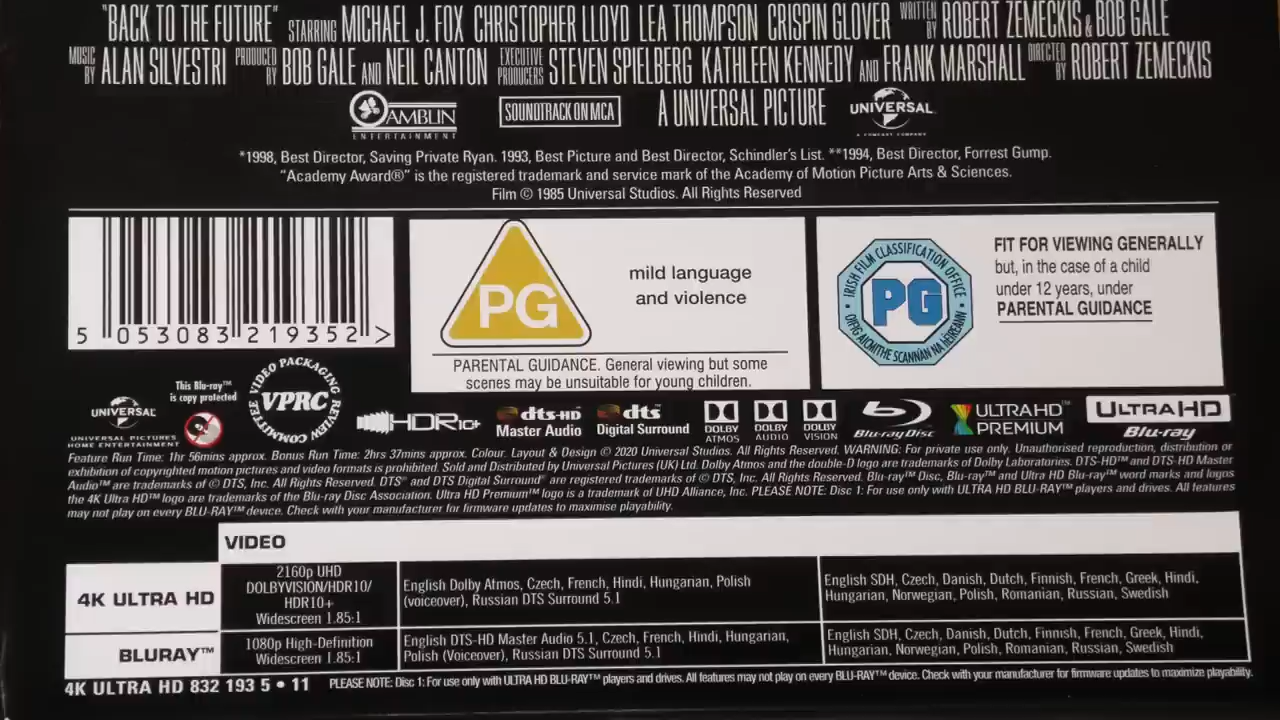 "BACK TO THE FUTURE" STARRING MICHAEL J. FOX CHRISTOPHER LLOYD LEA THOMPSON CRISPIN GLOVER WRITTEN BY ROBERT ZEMECKIS & BOB GALE
MUSIC BY ALAN SILVESTRI PRODUCED BY BOB GALE AND NEIL CANTON EXECUTIVE PRODUCERS STEVEN SPIELBERG KATHLEEN KENNEDY AND FRANK MARSHALL DIRECTED BY ROBERT ZEMECKIS
AMBLIN
ENTERTAINMENT
SOUNDTRACK ON MCA
A UNIVERSAL PICTURE
UNIVERSAL
A COMCAST COMPANY
*1998, Best Director, Saving Private Ryan. 1993, Best Picture and Best Director, Schindler's List. **1994, Best Director, Forrest Gump.
"Academy Award®" is the registered trademark and service mark of the Academy of Motion Picture Arts & Sciences.
Film © 1985 Universal Studios. All Rights Reserved
5 053083 219352 >
PG
mild language
and violence
PARENTAL GUIDANCE. General viewing but some
scenes may be unsuitable for young children.
IRISH FILM CLASSIFICATION OFFICE
PG
OIFIG AICMITHE SCANNÁN NA hÉIREANN
FIT FOR VIEWING GENERALLY
but, in the case of a child
under 12 years, under
PARENTAL GUIDANCE
UNIVERSAL
UNIVERSAL PICTURES
HOME ENTERTAINMENT
This Blu-ray™
is copy protected
VIDEO PACKAGING REVIEW COMMITTEE
VPRC
HDR10+
dts-HD
Master Audio
dts
Digital Surround
DOLBY
ATMOS
DOLBY
AUDIO
DOLBY
VISION
Blu-ray Disc
ULTRA HD™
PREMIUM
ULTRA HD
Blu-ray
Feature Run Time: 1hr 56mins approx. Bonus Run Time: 2hrs 37mins approx. Colour. Layout & Design © 2020 Universal Studios. All Rights Reserved. WARNING: For private use only. Unauthorised reproduction, distribution or
exhibition of copyrighted motion pictures and video formats is prohibited. Sold and Distributed by Universal Pictures (UK) Ltd. Dolby Atmos and the double-D logo are trademarks of Dolby Laboratories. DTS-HD™ and DTS-HD Master
Audio™ are trademarks of © DTS, Inc. All Rights Reserved. DTS® and DTS Digital Surround® are registered trademarks of © DTS, Inc. All Rights Reserved. Blu-ray™ Disc, Blu-ray™ and Ultra HD Blu-ray™ word marks and logos
the 4K Ultra HD™ logo are trademarks of the Blu-ray Disc Association. Ultra HD Premium™ logo is a trademark of UHD Alliance, Inc. PLEASE NOTE: Disc 1: For use only with ULTRA HD BLU-RAY™ players and drives. All features
may not play on every BLU-RAY™ device. Check with your manufacturer for firmware updates to maximise playability.
VIDEO
4K ULTRA HD
2160p UHD
DOLBYVISION/HDR10/
HDR10+
Widescreen 1.85:1
English Dolby Atmos, Czech, French, Hindi, Hungarian, Polish
(voiceover), Russian DTS Surround 5.1
English SDH, Czech, Danish, Dutch, Finnish, French, Greek, Hindi,
Hungarian, Norwegian, Polish, Romanian, Russian, Swedish
BLURAY™
1080p High-Definition
Widescreen 1.85:1
English DTS-HD Master Audio 5.1, Czech, French, Hindi, Hungarian,
Polish (Voiceover), Russian DTS Surround 5.1
English SDH, Czech, Danish, Dutch, Finnish, French, Greek, Hindi,
Hungarian, Norwegian, Polish, Romanian, Russian, Swedish
4K ULTRA HD 832 193 5 • 11
PLEASE NOTE: Disc 1: For use only with ULTRA HD BLU-RAY™ players and drives. All features may not play on every BLU-RAY™ device. Check with your manufacturer for firmware updates to maximize playability.